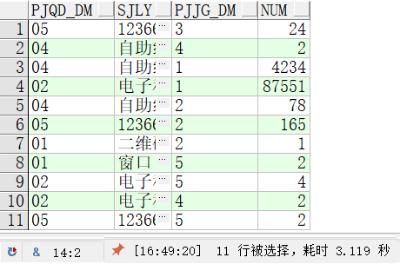 PJQD_DM SJLY PJJG_DM NUM
1 05 12366 ... 3 24
2 04 自助 ... 4 2
3 04 自助 ... 1 4234
4 02 电子 ... 1 87551
5 04 自助 ... 2 78
6 05 12366 ... 2 165
7 01 二维 ... 2 1
8 01 窗口 ... 5 2
9 02 电子 ... 5 4
10 02 电子 ... 4 2
11 05 12366 ... 5 2
& 14:2 [16:49:20] 11 行被选择，耗时 3.119 秒